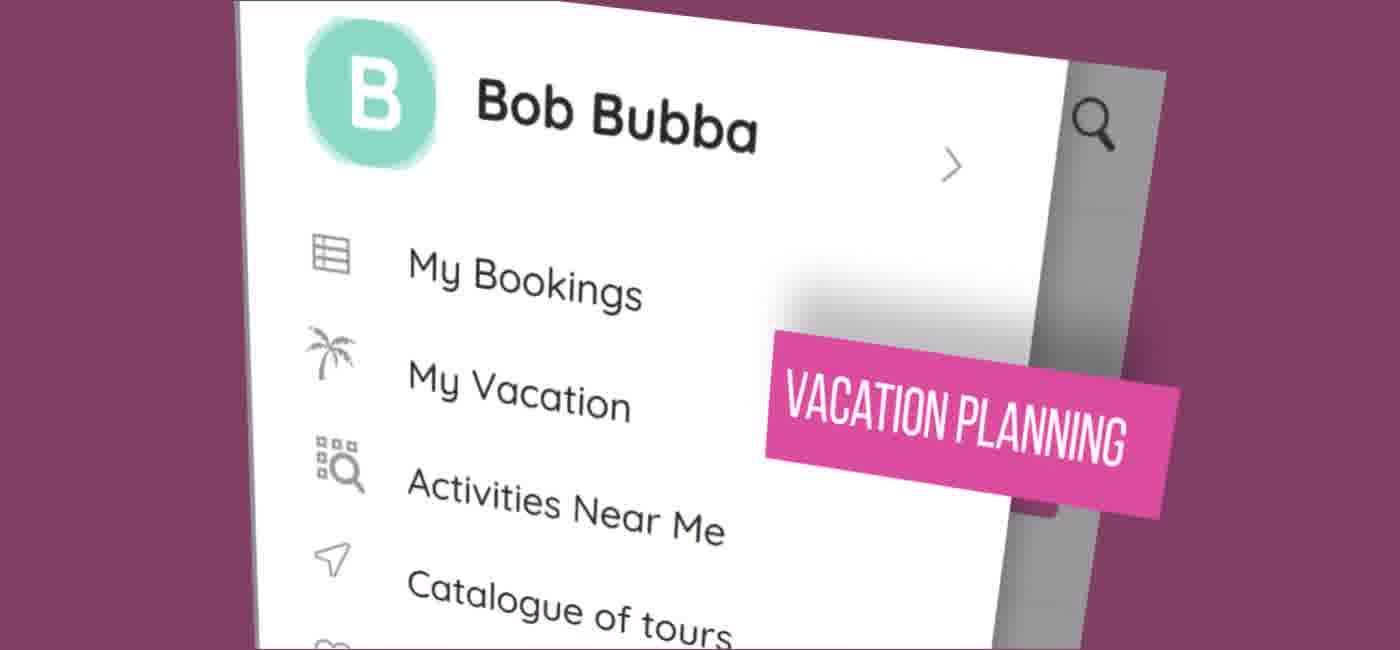 B
Bob Bubba
My Bookings
My Vacation
VACATION PLANNING
Activities Near Me
Catalogue of tours